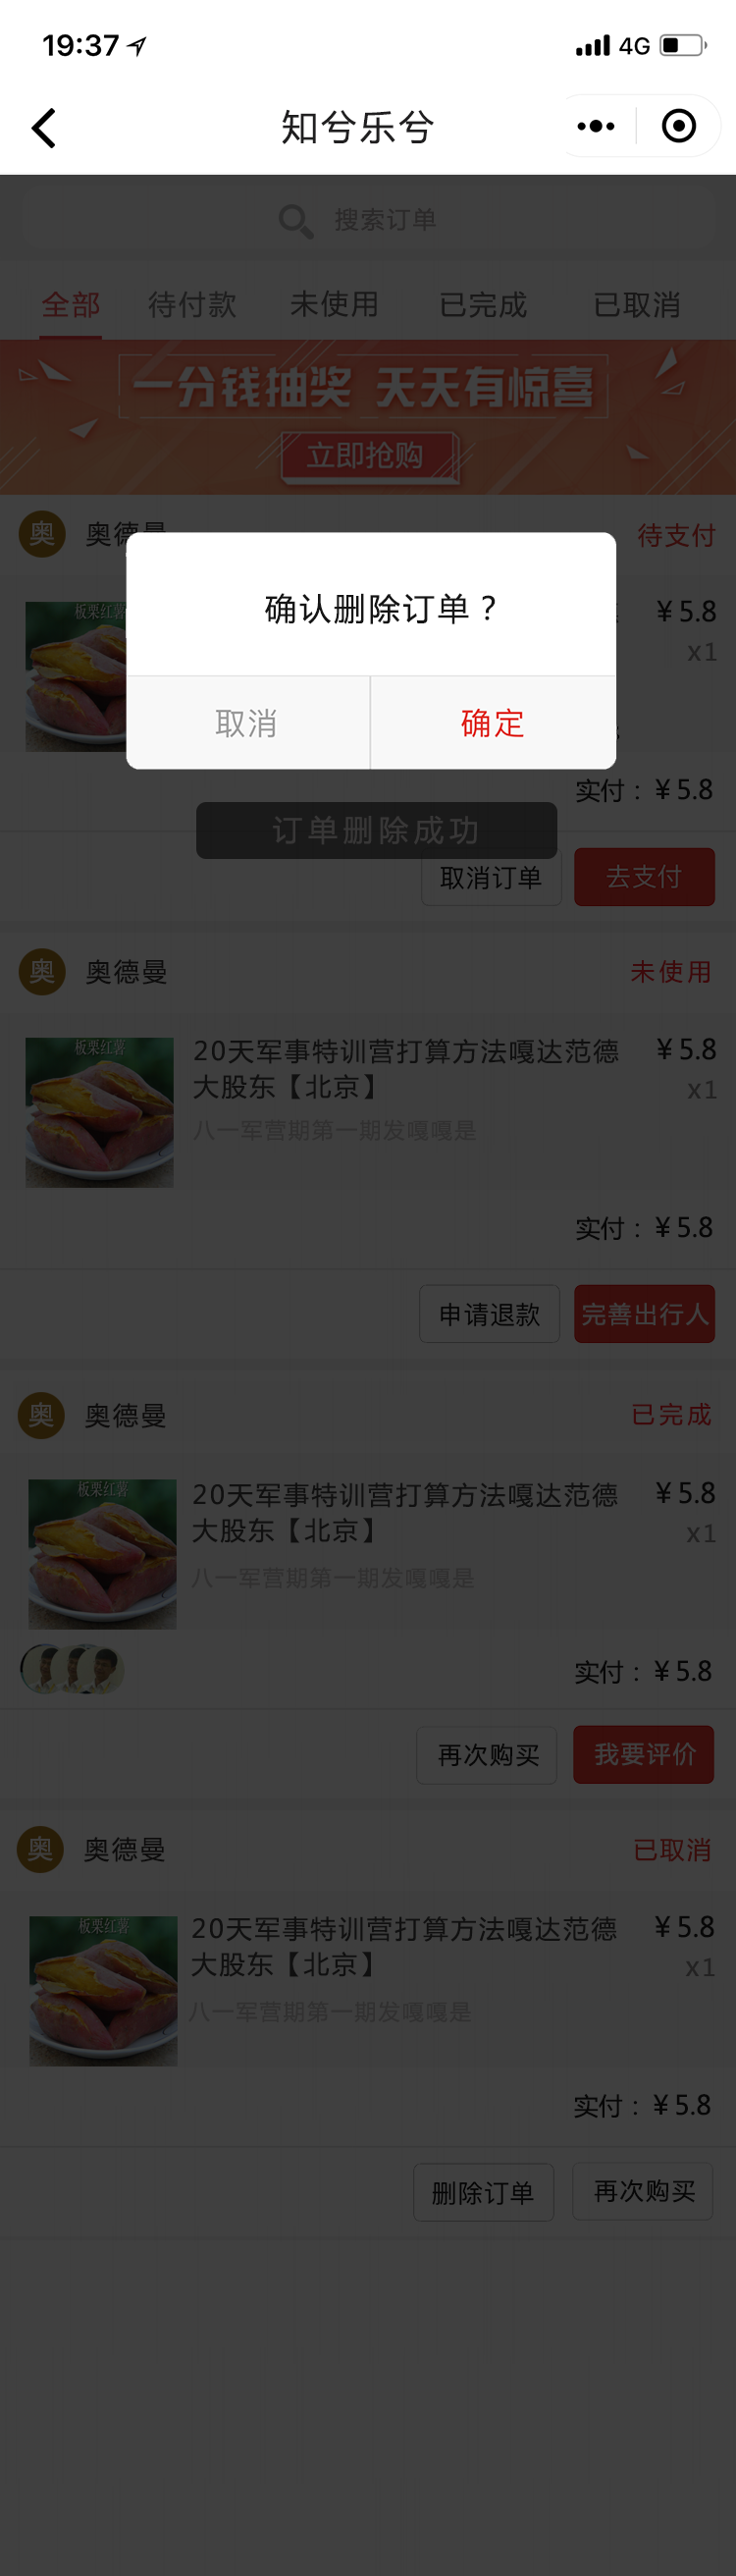 19:37
4G
知兮乐兮
搜索订单
全部 待付款 未使用 已完成 已取消
一分钱抽奖 天天有惊喜
立即抢购
奥 奥德曼 待支付
确认删除订单？
板栗红薯
¥ 5.8
x1
取消 确定
实付：¥ 5.8
订单删除成功
取消订单 去支付
奥 奥德曼 未使用
板栗红薯
20天军事特训营打算方法嘎达范德 ¥ 5.8
大股东【北京】 x1
八一军营期第一期发嘎嘎是
实付：¥ 5.8
申请退款 完善出行人
奥 奥德曼 已完成
板栗红薯
20天军事特训营打算方法嘎达范德 ¥ 5.8
大股东【北京】 x1
八一军营期第一期发嘎嘎是
实付：¥ 5.8
再次购买 我要评价
奥 奥德曼 已取消
板栗红薯
20天军事特训营打算方法嘎达范德 ¥ 5.8
大股东【北京】 x1
八一军营期第一期发嘎嘎是
实付：¥ 5.8
删除订单 再次购买